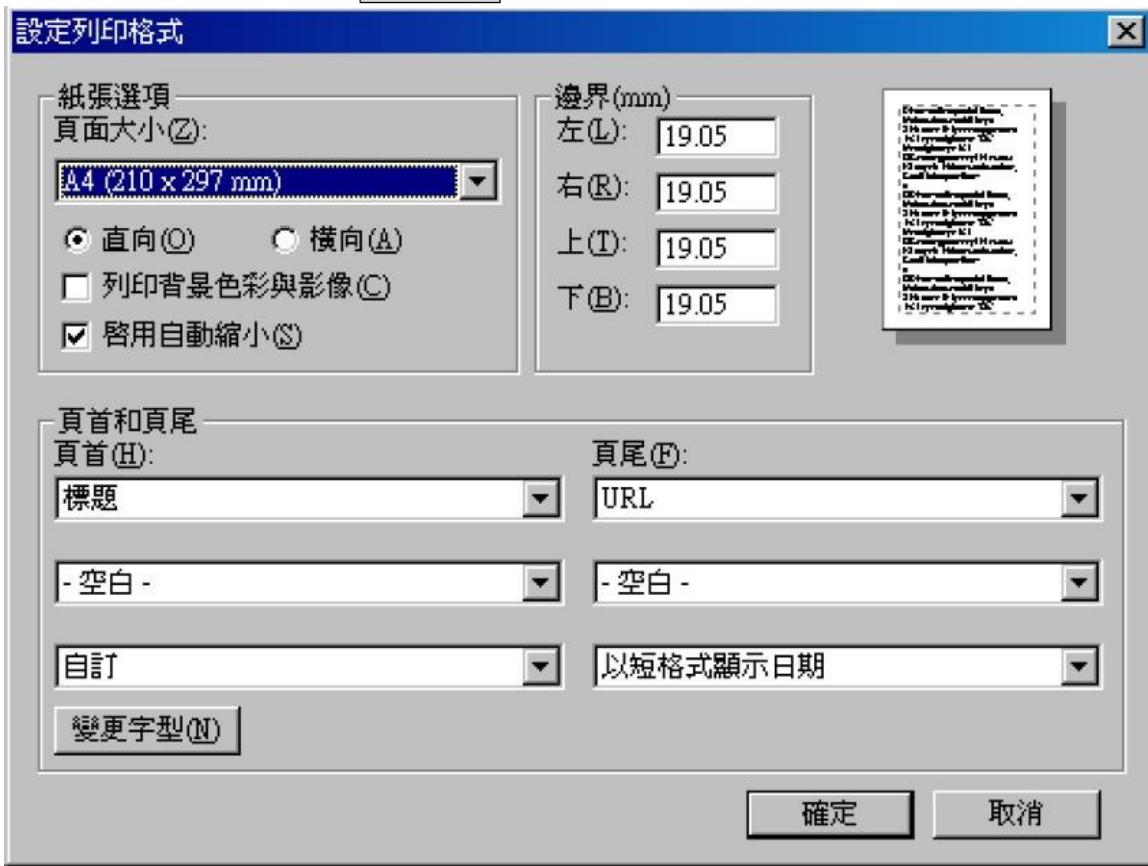 設定列印格式
紙張選項
頁面大小(Z):
A4 (210 x 297 mm)
直向(O) 橫向(A)
列印背景色彩與影像(C)
啓用自動縮小(S)
邊界(mm)
左(L): 19.05
右(R): 19.05
上(T): 19.05
下(B): 19.05
頁首和頁尾
頁首(H): 頁尾(F):
標題 URL
- 空白 - - 空白 -
自訂 以短格式顯示日期
變更字型(N)
確定 取消